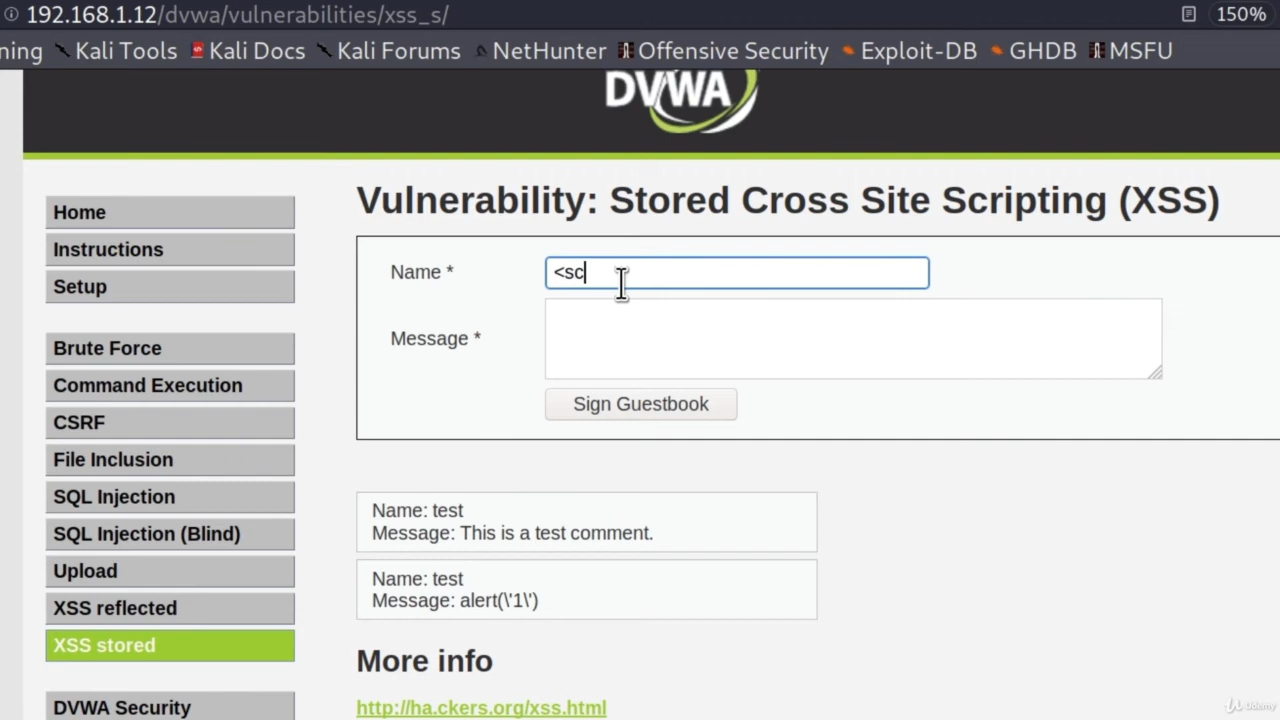 192.168.1.12/dvwa/vulnerabilities/xss_s/
150%
ning Kali Tools Kali Docs Kali Forums NetHunter Offensive Security Exploit-DB GHDB MSFU
DVWA
Home
Instructions
Setup
Brute Force
Command Execution
CSRF
File Inclusion
SQL Injection
SQL Injection (Blind)
Upload
XSS reflected
XSS stored
DVWA Security
Vulnerability: Stored Cross Site Scripting (XSS)
Name * <sc
Message *
Sign Guestbook
Name: test
Message: This is a test comment.
Name: test
Message: alert(\'1\')
More info
http://ha.ckers.org/xss.html
Udemy